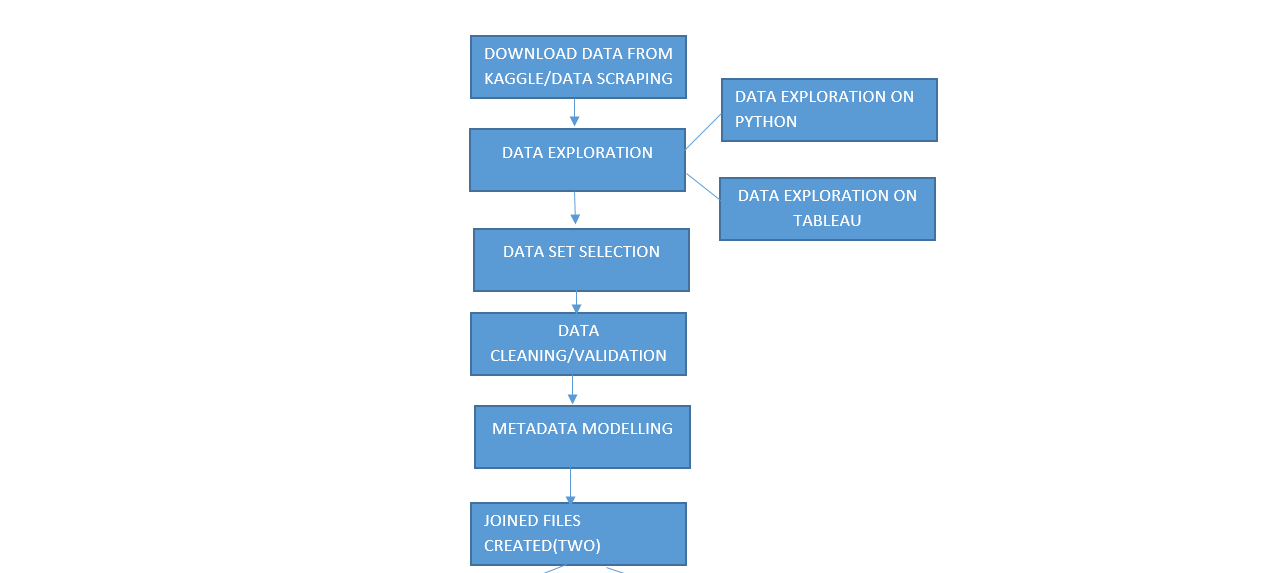 DOWNLOAD DATA FROM
KAGGLE/DATA SCRAPING
DATA EXPLORATION ON
PYTHON
DATA EXPLORATION
DATA EXPLORATION ON
TABLEAU
DATA SET SELECTION
DATA
CLEANING/VALIDATION
METADATA MODELLING
JOINED FILES
CREATED(TWO)